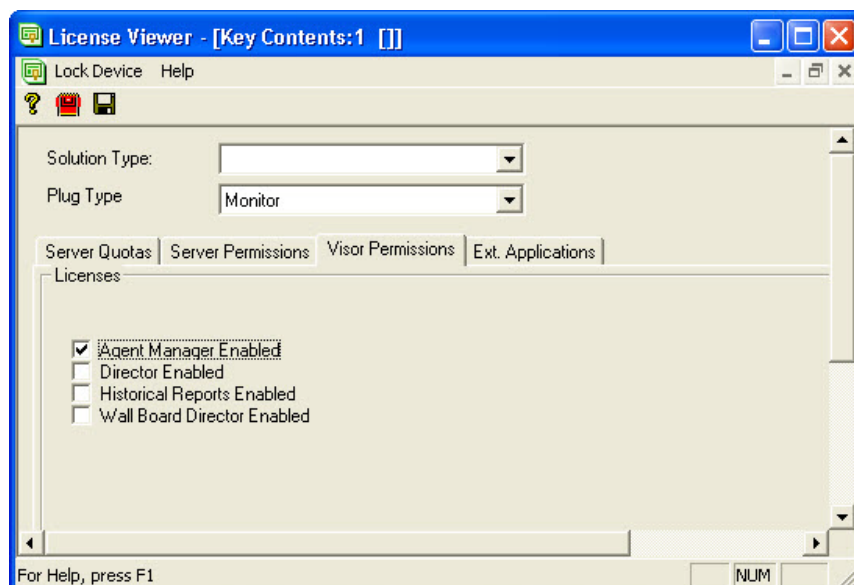 License Viewer - [Key Contents:1 []]
Lock Device Help
Solution Type:
Plug Type Monitor
Server Quotas Server Permissions Visor Permissions Ext. Applications
Licenses
Agent Manager Enabled
Director Enabled
Historical Reports Enabled
Wall Board Director Enabled
For Help, press F1 NUM